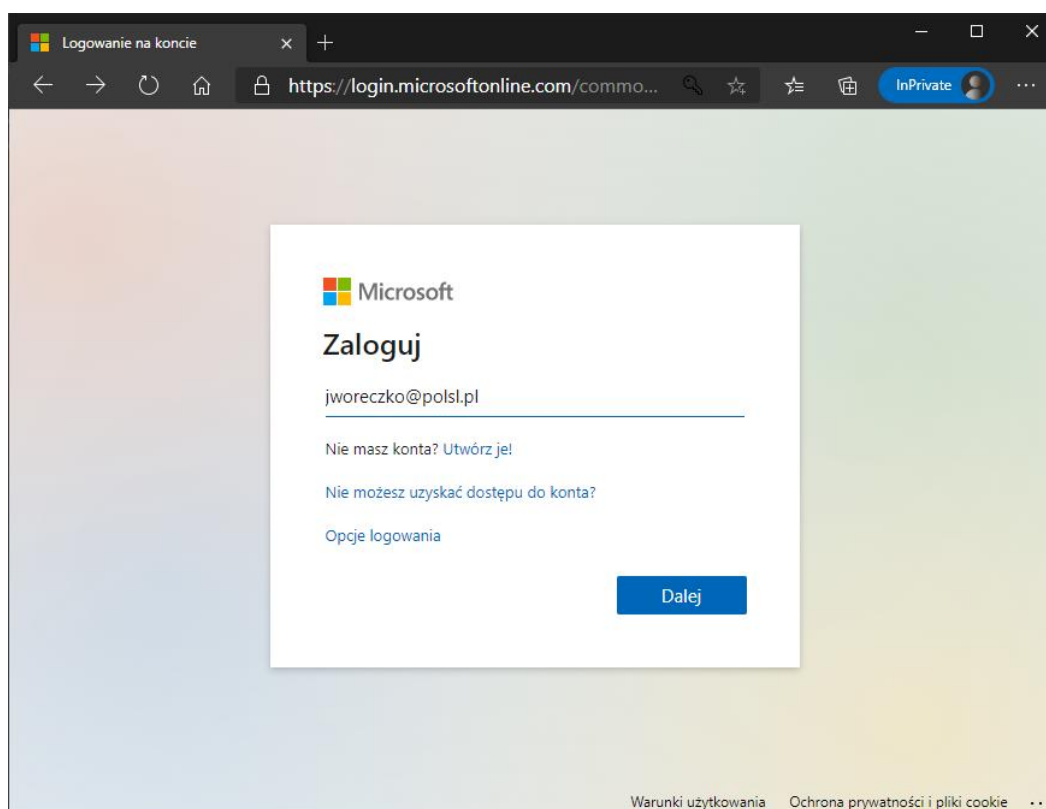 Logowanie na koncie
https://login.microsoftonline.com/commo...
InPrivate
Microsoft
Zaloguj
jworeczko@polsl.pl
Nie masz konta? Utwórz je!
Nie możesz uzyskać dostępu do konta?
Opcje logowania
Dalej
Warunki użytkowania Ochrona prywatności i pliki cookie